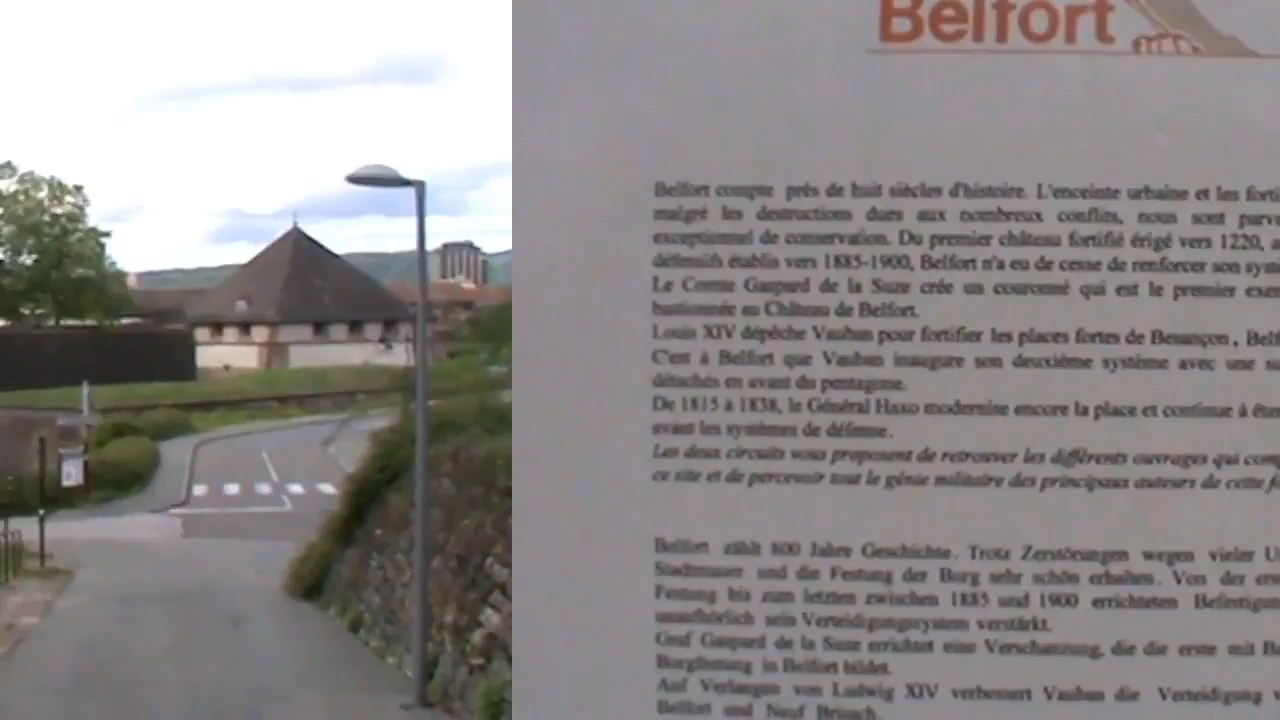 Belfort
Belfort compte près de huit siècles d'histoire. L'enceinte urbaine et les forti
malgré les destructions dues aux nombreux conflits, nous sont parve
exceptionnel de conservation. Du premier château fortifié érigé vers 1220, a
défensifs établis vers 1885-1900, Belfort n'a eu de cesse de renforcer son syst
Le Comte Gaspard de la Suze crée un couronné qui est le premier exe
bastionnée au Château de Belfort.
Louis XIV dépêche Vauban pour fortifier les places fortes de Besançon, Belf
C'est à Belfort que Vauban inaugure son deuxième système avec une
détachés en avant du pentagone.
De 1815 à 1838, le Général Haxo modernise encore la place et continue à éte
avant les systèmes de défense.
Les deux circuits vous proposent de retrouver les différents ouvrages qui comp
ce site et de percevoir tout le génie militaire des principaux auteurs de cette f
Belfort zählt 800 Jahre Geschichte. Trotz Zerstörungen wegen vieler U
Stadtmauer und die Festung der Burg sehr schön erhalten. Von der erst
Festung bis zum letzten zwischen 1885 und 1900 errichteten Befestigun
unaufhörlich sein Verteidigungssystem verstärkt.
Graf Gaspard de la Suze errichtet eine Verschanzung, die die erste mit Ba
Burgfestung in Belfort bildet.
Auf Verlangen von Ludwig XIV verbessert Vauban die Verteidigung v
Belfort und Neuf Brisach.